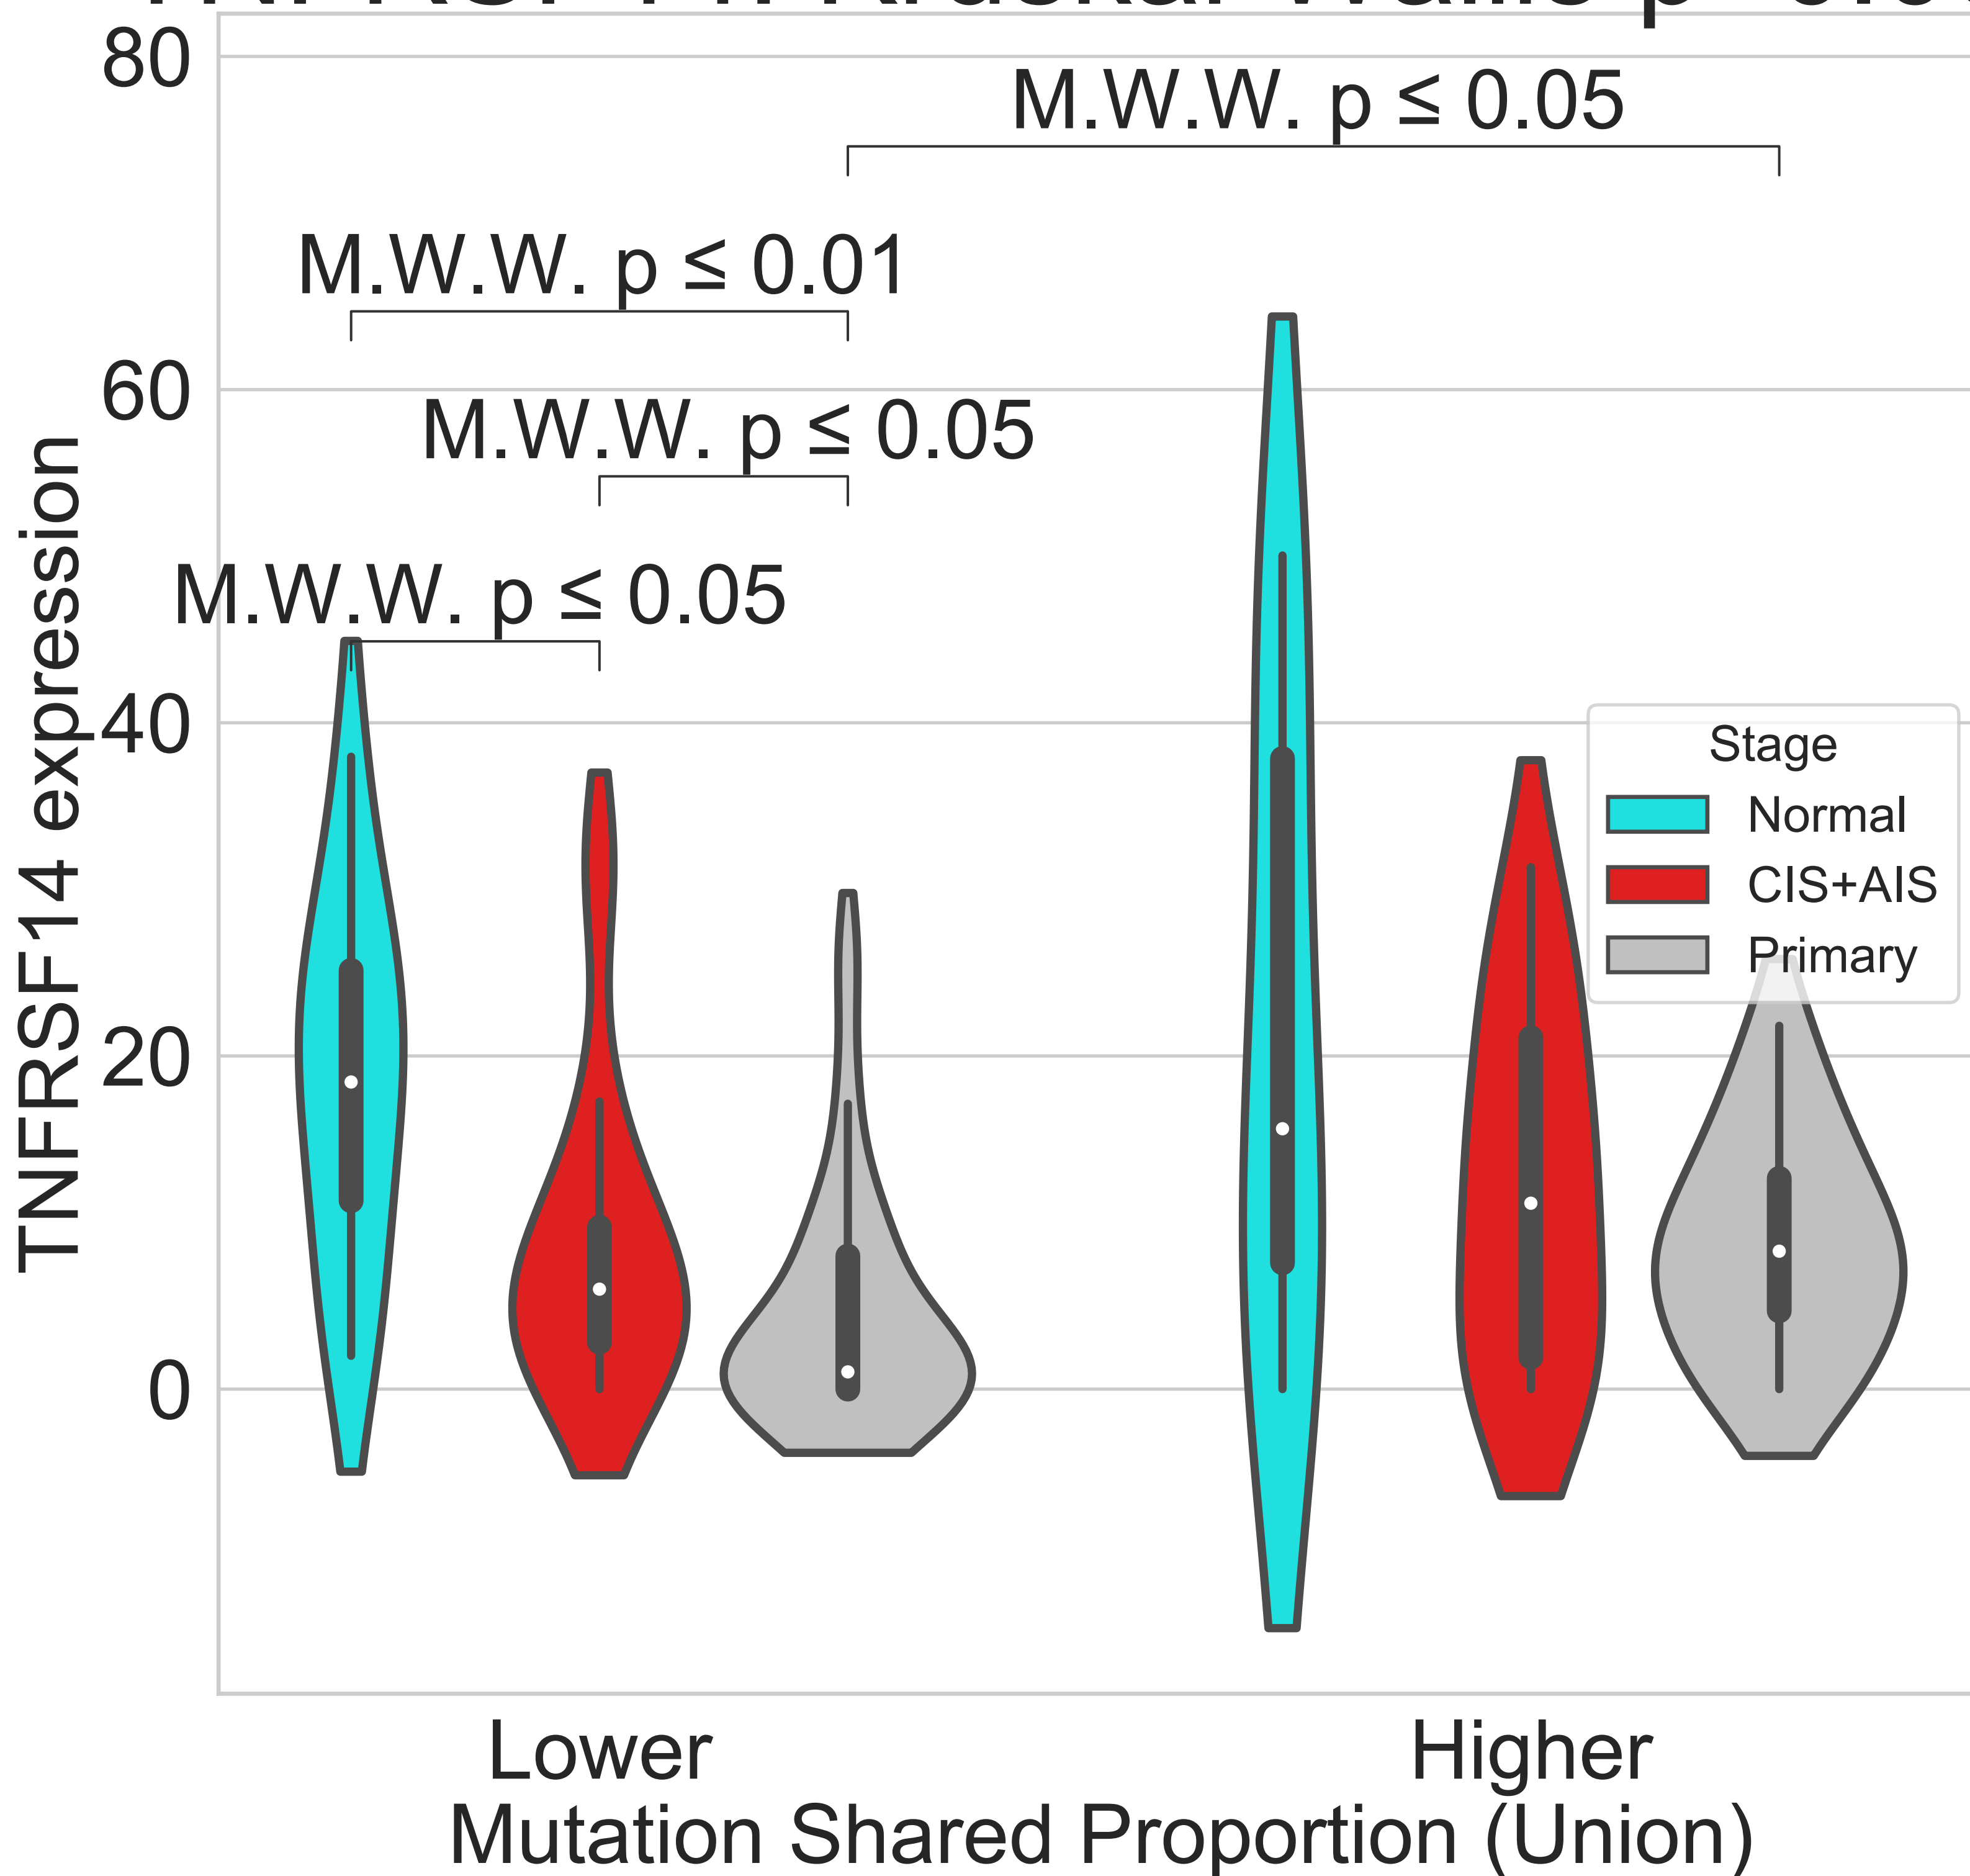 80
60
40
20
0
TNFRSF14 expression
M.W.W. p ≤ 0.05
M.W.W. p ≤ 0.01
M.W.W. p ≤ 0.05
M.W.W. p ≤ 0.05
Stage
Normal
CIS+AIS
Primary
Lower
Higher
Mutation Shared Proportion (Union)